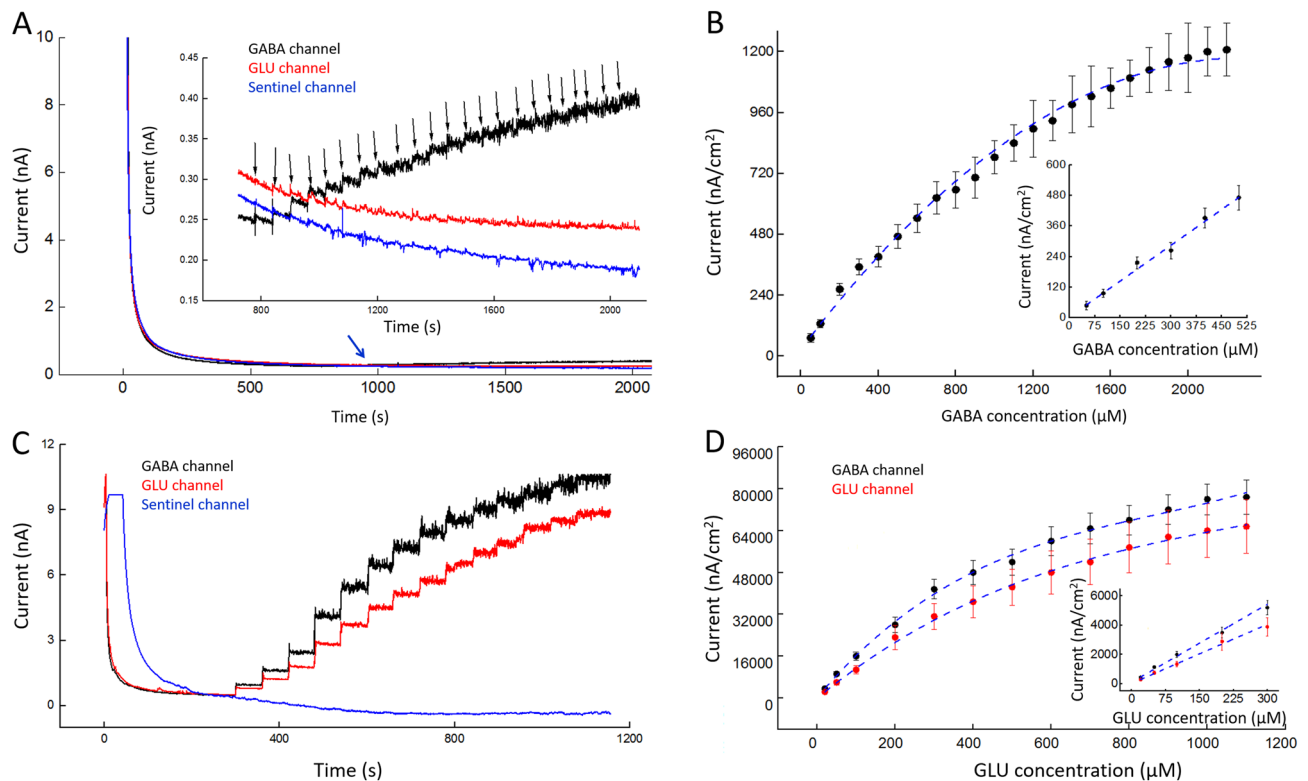 A
GABA channel
GLU channel
Sentinel channel
Current (nA)
10
8
6
4
2
0
0.45
0.40
0.35
0.30
0.25
0.20
0.15
Current (nA)
800
1200
1600
2000
Time (s)
0
500
1000
1500
2000
Time (s)
B
Current (nA/cm²)
1200
960
720
480
240
0
Current (nA/cm²)
600
480
360
240
120
0
0 75 150 225 300 375 450 525
GABA concentration (µM)
0
400
800
1200
1600
2000
GABA concentration (µM)
C
GABA channel
GLU channel
Sentinel channel
Current (nA)
12
9
6
3
0
0
200
400
600
800
1000
1200
Time (s)
D
GABA channel
GLU channel
Current (nA/cm²)
96000
80000
64000
48000
32000
16000
0
Current (nA/cm²)
6000
4000
2000
0
0 75 150 225 300
GLU concentration (µM)
0
200
400
600
800
1000
1200
GLU concentration (µM)